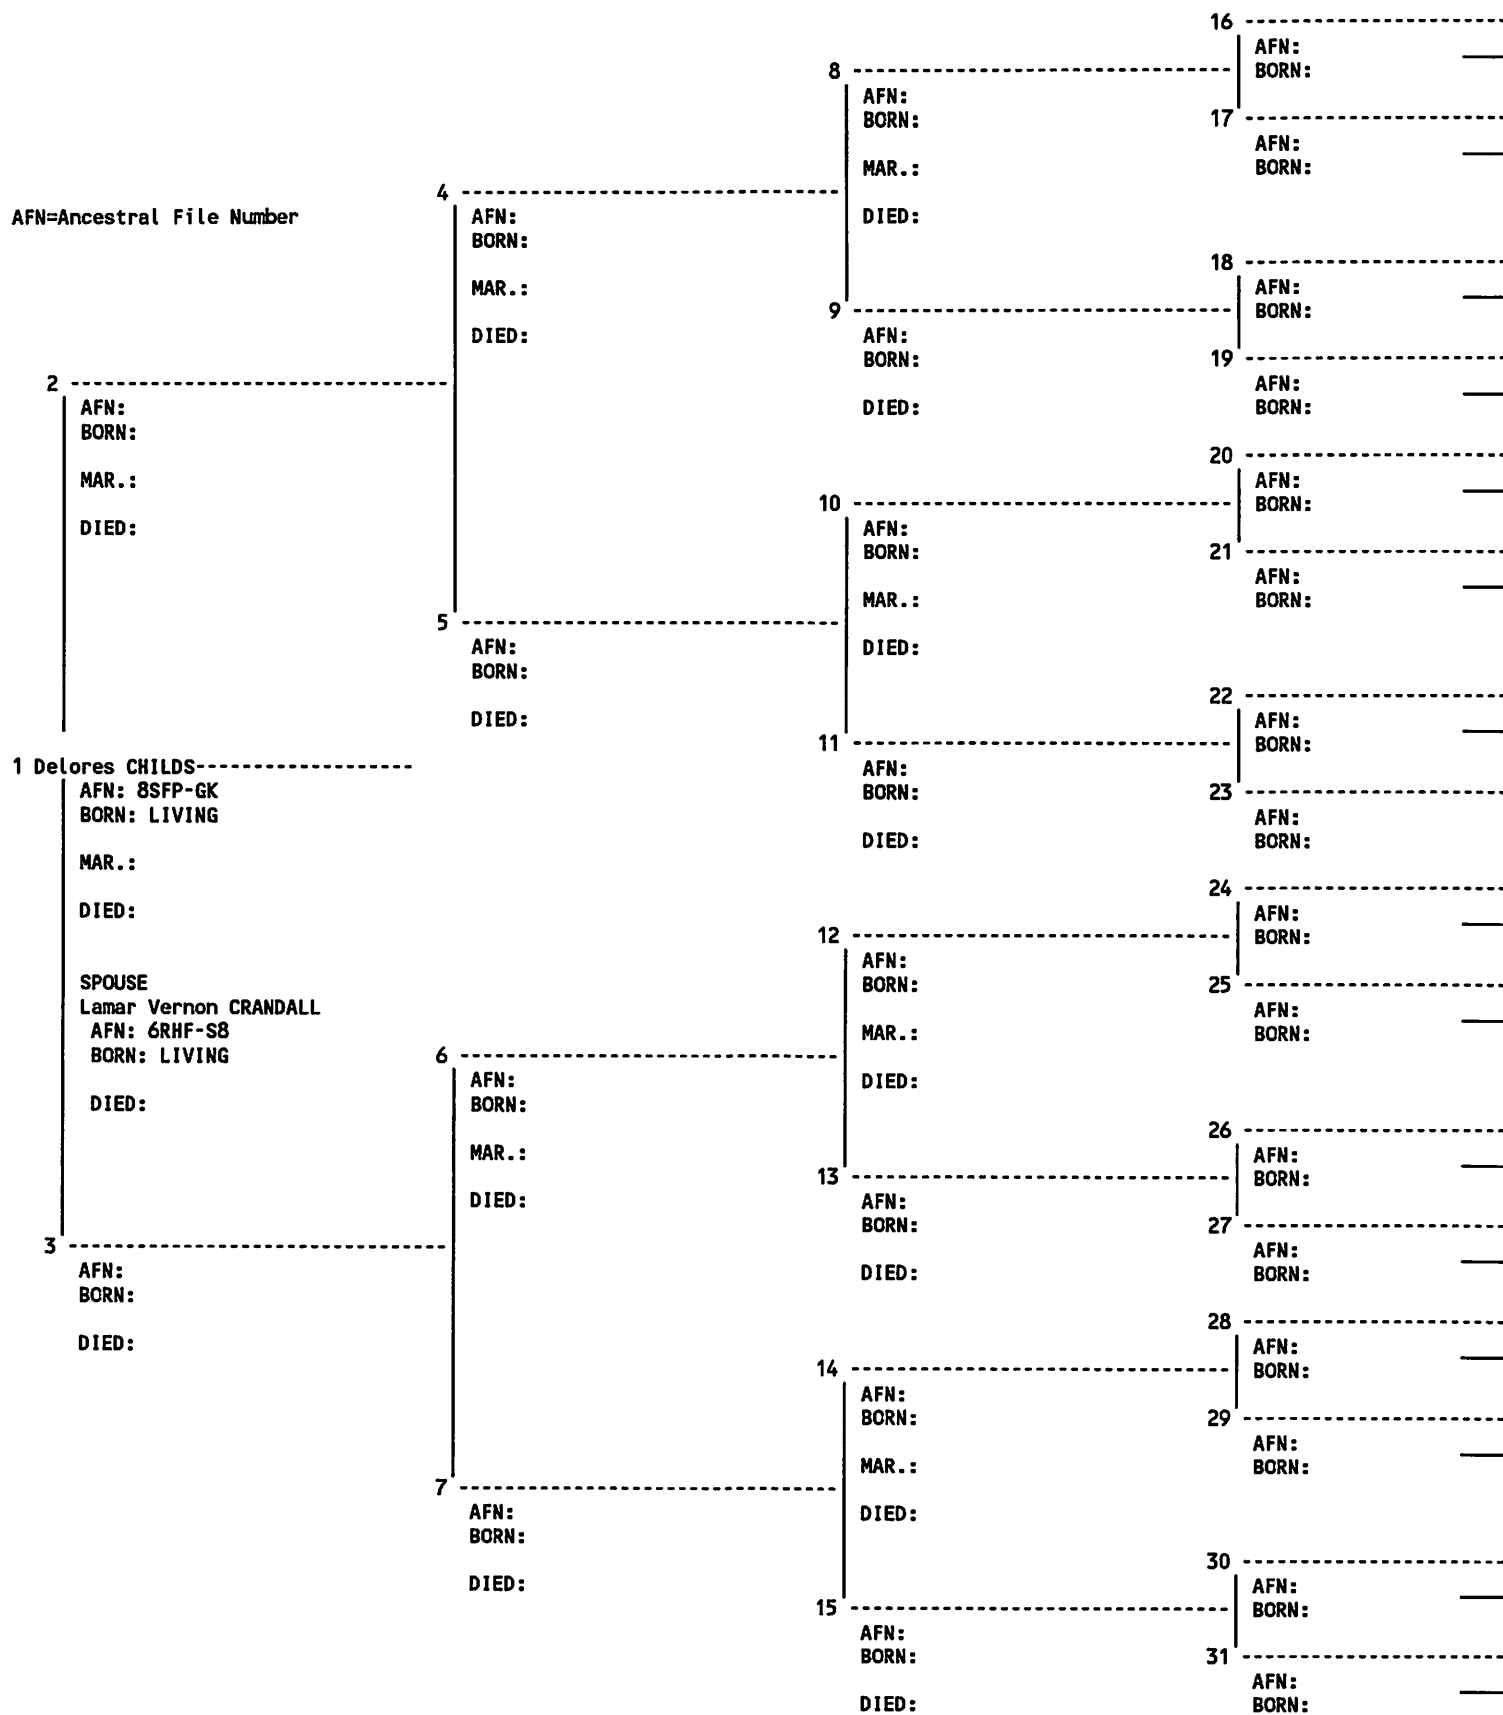 16
AFN:
BORN:
8
AFN:
BORN:
MAR.:
DIED:
17
AFN:
BORN:
4
AFN=Ancestral File Number
AFN:
BORN:
MAR.:
DIED:
18
AFN:
BORN:
9
AFN:
BORN:
DIED:
19
AFN:
BORN:
2
AFN:
BORN:
MAR.:
DIED:
20
AFN:
BORN:
10
AFN:
BORN:
MAR.:
DIED:
21
AFN:
BORN:
5
AFN:
BORN:
DIED:
22
AFN:
BORN:
11
AFN:
BORN:
DIED:
23
AFN:
BORN:
1 Delores CHILDS
AFN: 8SFP-GK
BORN: LIVING
MAR.:
DIED:
SPOUSE
Lamar Vernon CRANDALL
AFN: 6RHF-S8
BORN: LIVING
DIED:
24
AFN:
BORN:
12
AFN:
BORN:
MAR.:
DIED:
25
AFN:
BORN:
6
AFN:
BORN:
MAR.:
DIED:
26
AFN:
BORN:
13
AFN:
BORN:
DIED:
27
AFN:
BORN:
3
AFN:
BORN:
DIED:
28
AFN:
BORN:
14
AFN:
BORN:
MAR.:
DIED:
29
AFN:
BORN:
7
AFN:
BORN:
DIED:
30
AFN:
BORN:
15
AFN:
BORN:
DIED:
31
AFN:
BORN: